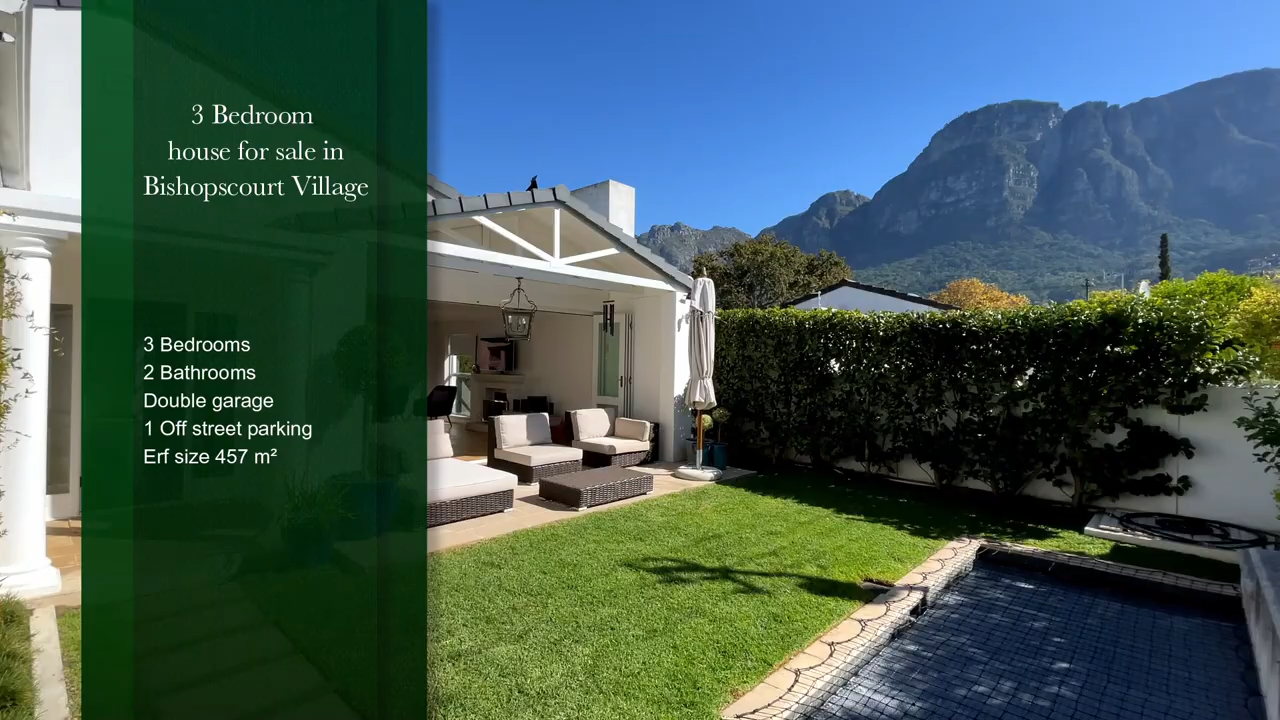 3 Bedroom
house for sale in
Bishopscourt Village
3 Bedrooms
2 Bathrooms
Double garage
1 Off street parking
Erf size 457 m²